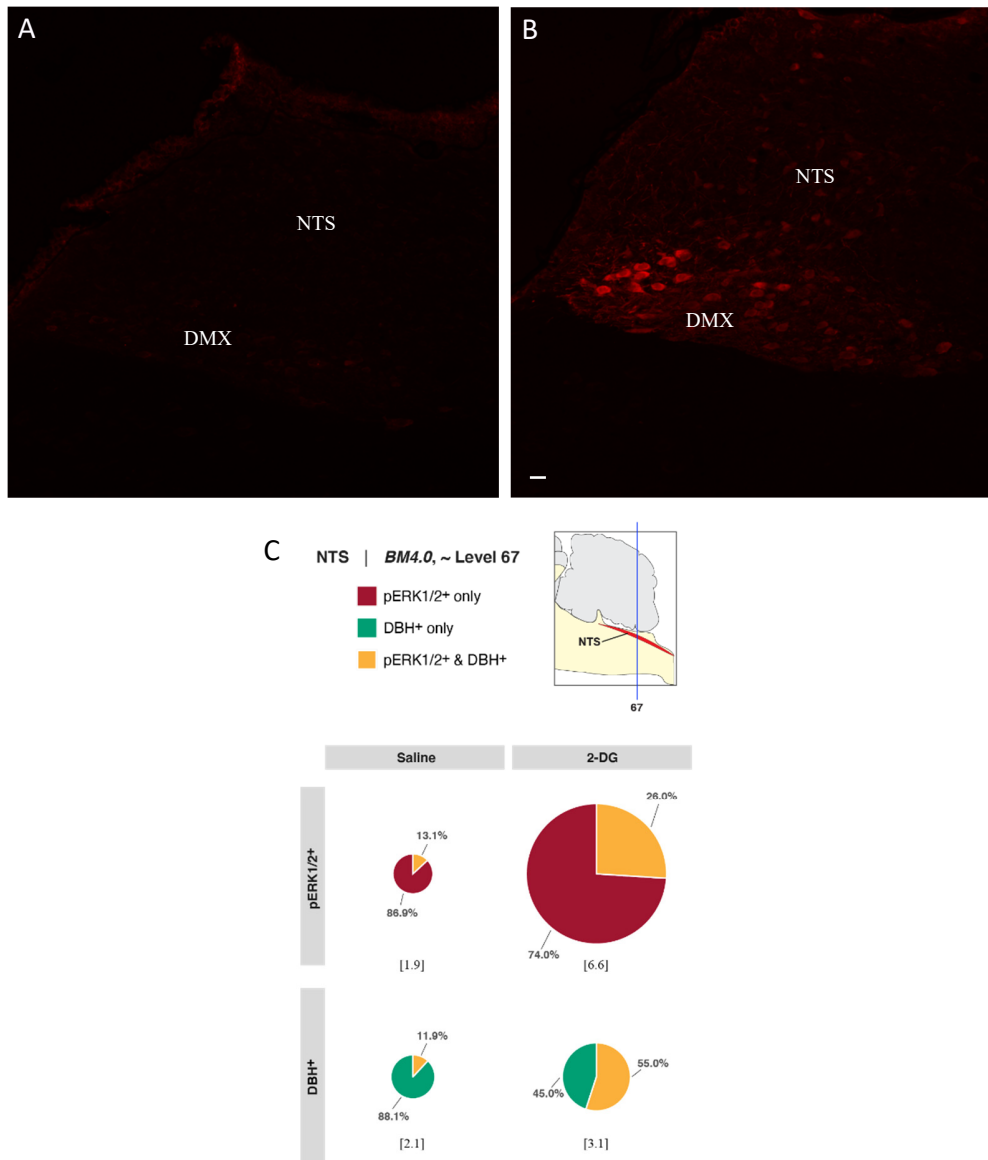 A
NTS
DMX
B
NTS
DMX
C
NTS | BM4.0, ~ Level 67
pERK1/2+ only
DBH+ only
pERK1/2+ & DBH+
NTS
67
Saline
2-DG
pERK1/2+
13.1%
86.9%
[1.9]
26.0%
74.0%
[6.6]
DBH+
11.9%
88.1%
[2.1]
55.0%
45.0%
[3.1]